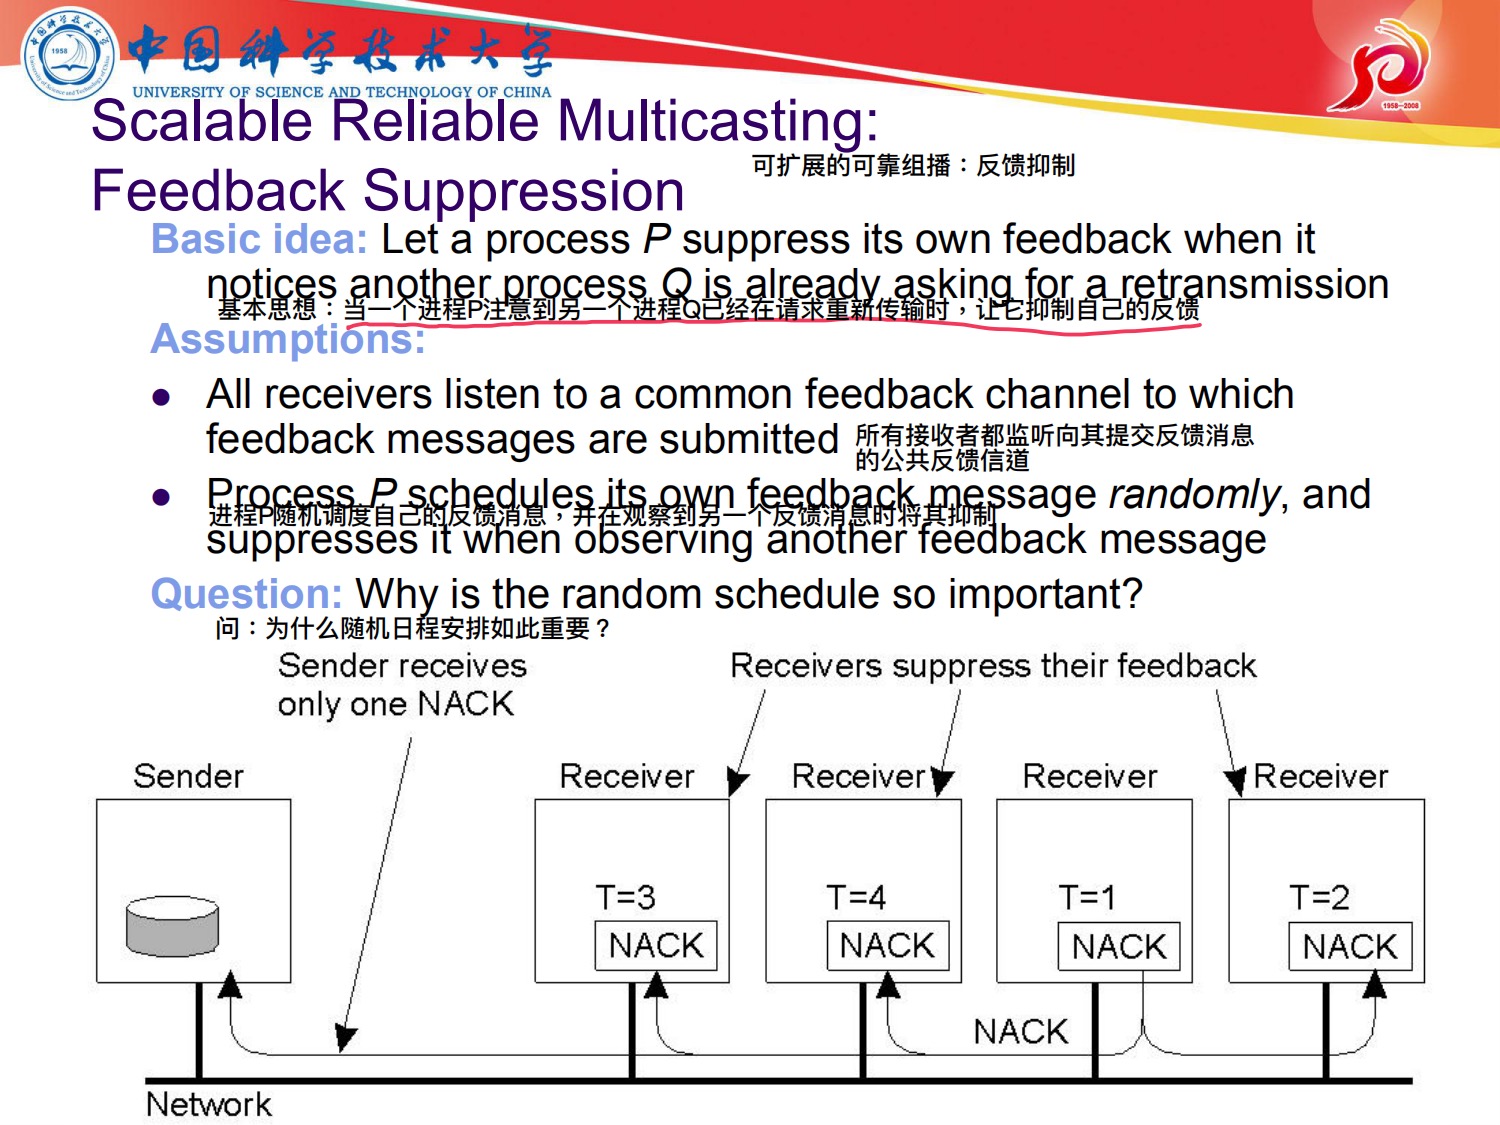 中国科学技术大学
UNIVERSITY OF SCIENCE AND TECHNOLOGY OF CHINA
1958
1958—2008
Scalable Reliable Multicasting:
Feedback Suppression
可扩展的可靠组播：反馈抑制
Basic idea: Let a process P suppress its own feedback when it
notices another process Q is already asking for a retransmission
基本思想：当一个进程P注意到另一个进程Q已经在请求重新传输时，让它抑制自己的反馈
Assumptions:
● All receivers listen to a common feedback channel to which
feedback messages are submitted
所有接收者都监听向其提交反馈消息
的公共反馈信道
● Process P schedules its own feedback message randomly, and
进程P随机调度自己的反馈消息，并在观察到另一个反馈消息时将其抑制
suppresses it when observing another feedback message
Question: Why is the random schedule so important?
问：为什么随机日程安排如此重要？
Sender receives
only one NACK
Receivers suppress their feedback
Sender
Receiver
Receiver
Receiver
Receiver
T=3
T=4
T=1
T=2
NACK
NACK
NACK
NACK
NACK
Network